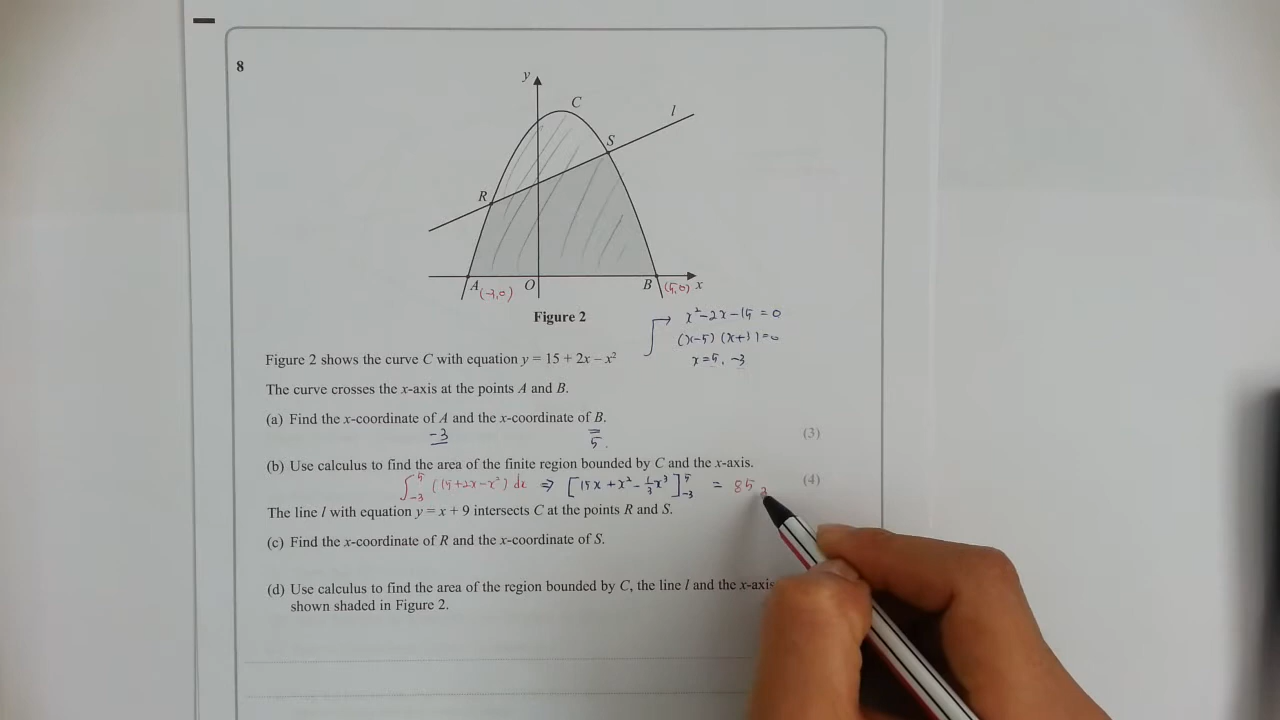 8
y
C
l
S
R
A (-3,0) O B (5,0) x
Figure 2
x² - 2x - 15 = 0
(x-5) (x+3) = 0
x = 5, -3
Figure 2 shows the curve C with equation y = 15 + 2x – x²
The curve crosses the x-axis at the points A and B.
(a) Find the x-coordinate of A and the x-coordinate of B.
-3 5. (3)
(b) Use calculus to find the area of the finite region bounded by C and the x-axis.
∫₋₃⁵ (15+2x-x²) dx ⇒ [15x + x² - 1/3 x³]₋₃⁵ = 85 (4)
The line l with equation y = x + 9 intersects C at the points R and S.
(c) Find the x-coordinate of R and the x-coordinate of S.
(d) Use calculus to find the area of the region bounded by C, the line l and the x-axis
shown shaded in Figure 2.